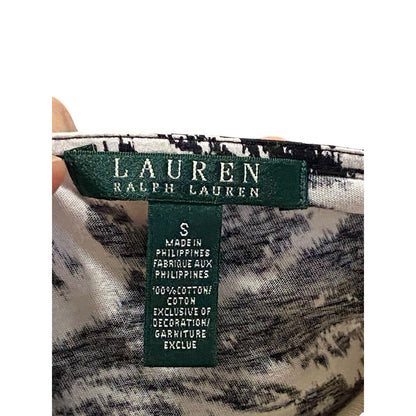 LAUREN
RALPH LAUREN
S
MADE IN
PHILIPPINES
FABRIQUE AUX
PHILIPPINES
100%COTTON/
COTON
EXCLUSIVE OF
DECORATION/
GARNITURE
EXCLUE